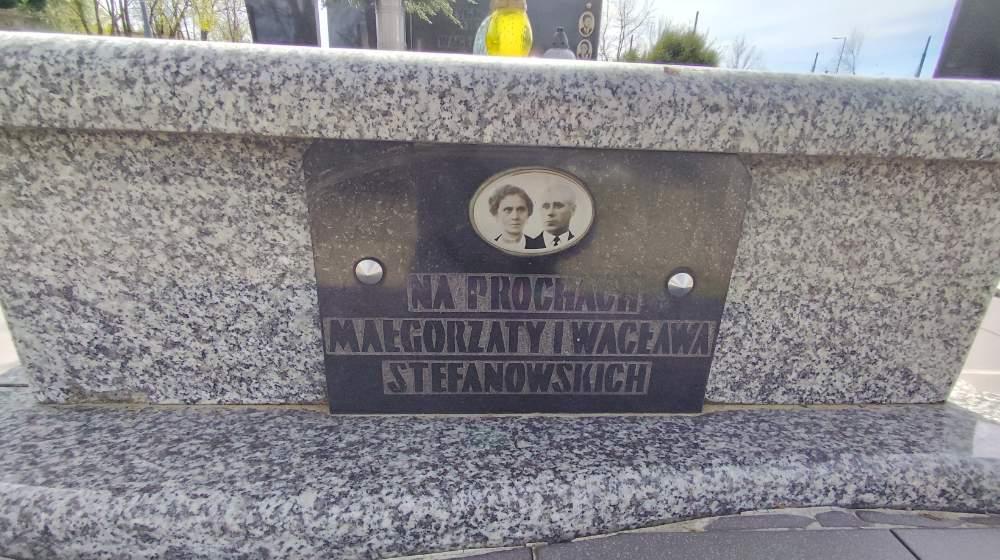 NA PROCHACH
MAŁGORZATY I WACŁAWA
STEFANOWSKICH